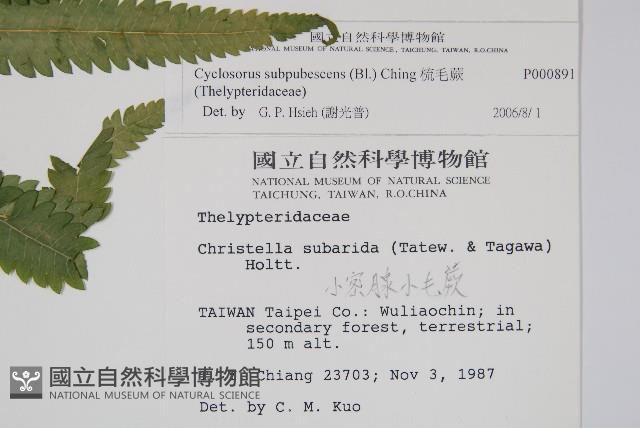 國立自然科學博物館
NATIONAL MUSEUM OF NATURAL SCIENCE, TAICHUNG, TAIWAN, R.O.CHINA
Cyclosorus subpubescens (Bl.) Ching 梳毛蕨 P000891
(Thelypteridaceae)
Det. by G. P. Hsieh (謝光普) 2006/8/1
國立自然科學博物館
NATIONAL MUSEUM OF NATURAL SCIENCE
TAICHUNG, TAIWAN, R.O.CHINA
Thelypteridaceae
Christella subarida (Tatew. & Tagawa)
Holtt.
小密腺小毛蕨
TAIWAN Taipei Co.: Wuliaochin; in
secondary forest, terrestrial;
150 m alt.
Chiang 23703; Nov 3, 1987
國立自然科學博物館
NATIONAL MUSEUM OF NATURAL SCIENCE
Det. by C. M. Kuo